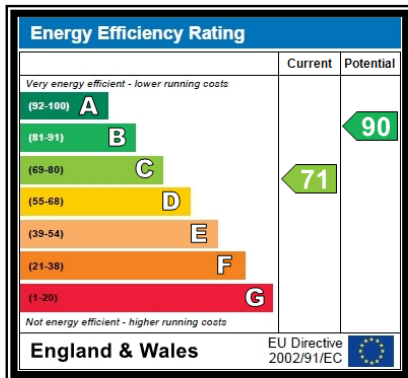 Energy Efficiency Rating
Current Potential
Very energy efficient - lower running costs
(92-100) A
(81-91) B
90
(69-80) C
71
(55-68) D
(39-54) E
(21-38) F
(1-20) G
Not energy efficient - higher running costs
England & Wales
EU Directive
2002/91/EC